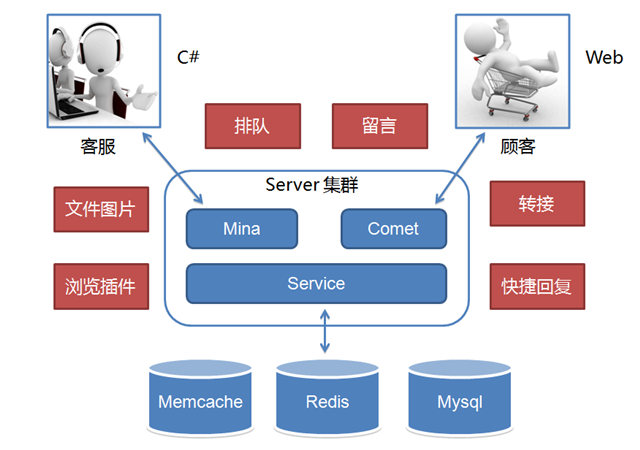 C#
Web
排队
留言
客服
顾客
Server 集群
文件图片
转接
Mina
Comet
浏览插件
Service
快捷回复
Memcache
Redis
Mysql